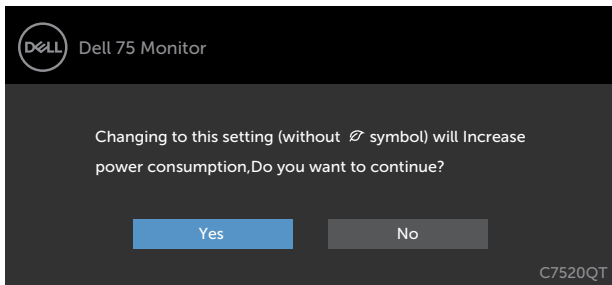 DELL Dell 75 Monitor
Changing to this setting (without symbol) will Increase
power consumption,Do you want to continue?
Yes No
C7520QT